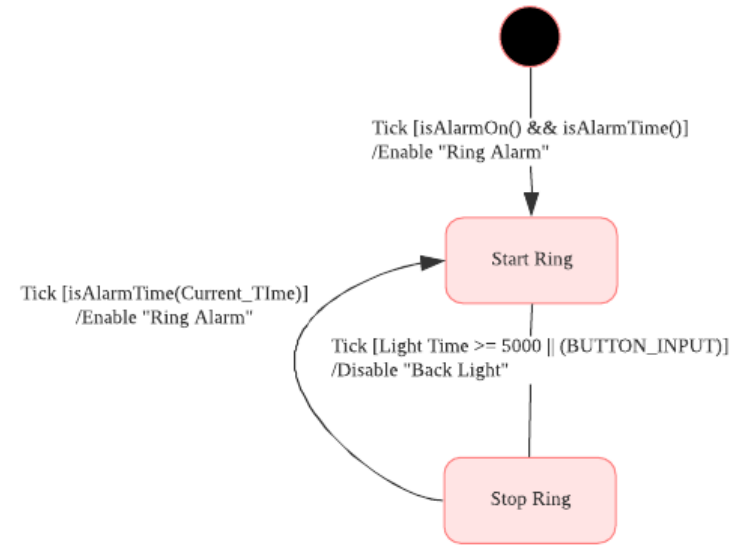 Tick [isAlarmOn() && isAlarmTime()]
/Enable "Ring Alarm"
Start Ring
Tick [isAlarmTime(Current_TIme)]
/Enable "Ring Alarm"
Tick [Light Time >= 5000 || (BUTTON_INPUT)]
/Disable "Back Light"
Stop Ring